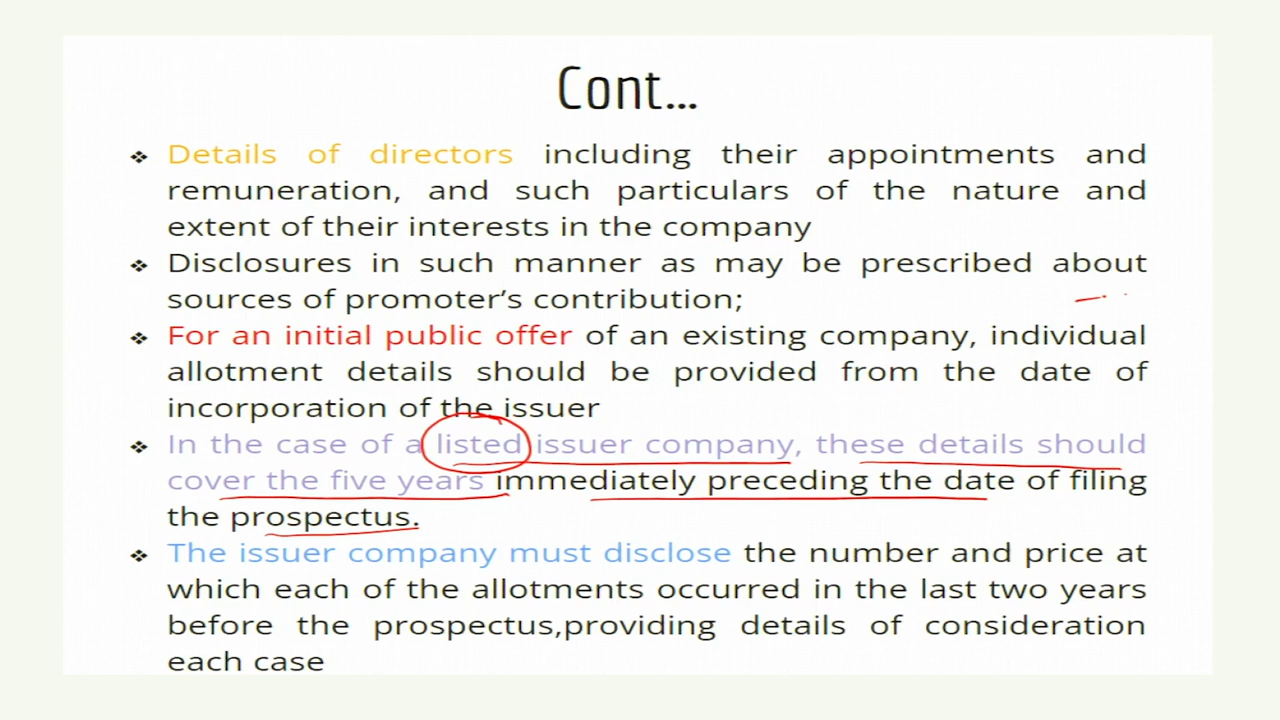 Cont...
❖ Details of directors including their appointments and
remuneration, and such particulars of the nature and
extent of their interests in the company
❖ Disclosures in such manner as may be prescribed about
sources of promoter’s contribution;
❖ For an initial public offer of an existing company, individual
allotment details should be provided from the date of
incorporation of the issuer
❖ In the case of a listed issuer company, these details should
cover the five years immediately preceding the date of filing
the prospectus.
❖ The issuer company must disclose the number and price at
which each of the allotments occurred in the last two years
before the prospectus,providing details of consideration
each case